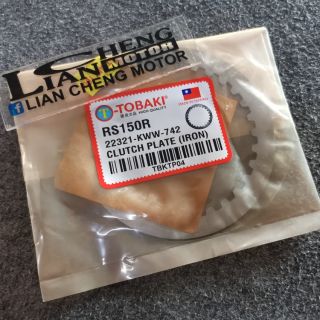 LIAN CHENG
MOTOR
f LIAN CHENG MOTOR
T-TOBAKI
RS150R
22321-KWW-742
CLUTCH PLATE (IRON)
TBKTP04